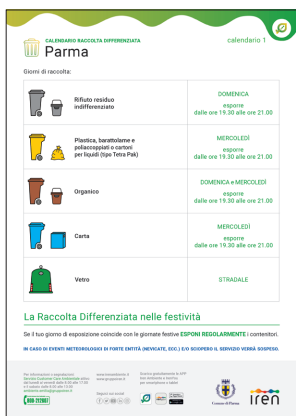 CALENDARIO RACCOLTA DIFFERENZIATA
Parma
calendario 1
Giorni di raccolta:
Rifiuto residuo
indifferenziato
DOMENICA
esporre
dalle ore 19.30 alle ore 21.00
Plastica, barattolame e
poliaccoppiati o cartoni
per liquidi (tipo Tetra Pak)
MERCOLEDÌ
esporre
dalle ore 19.30 alle ore 21.00
Organico
DOMENICA e MERCOLEDÌ
esporre
dalle ore 19.30 alle ore 21.00
Carta
MERCOLEDÌ
esporre
dalle ore 19.30 alle ore 21.00
Vetro
STRADALE
La Raccolta Differenziata nelle festività
Se il tuo giorno di esposizione coincide con le giornate festive ESPONI REGOLARMENTE i contenitori.
IN CASO DI EVENTI METEOROLOGICI DI FORTE ENTITÀ (NEVICATE, ECC.) E/O SCIOPERO IL SERVIZIO VERRÀ SOSPESO.
Comune di Parma
iren